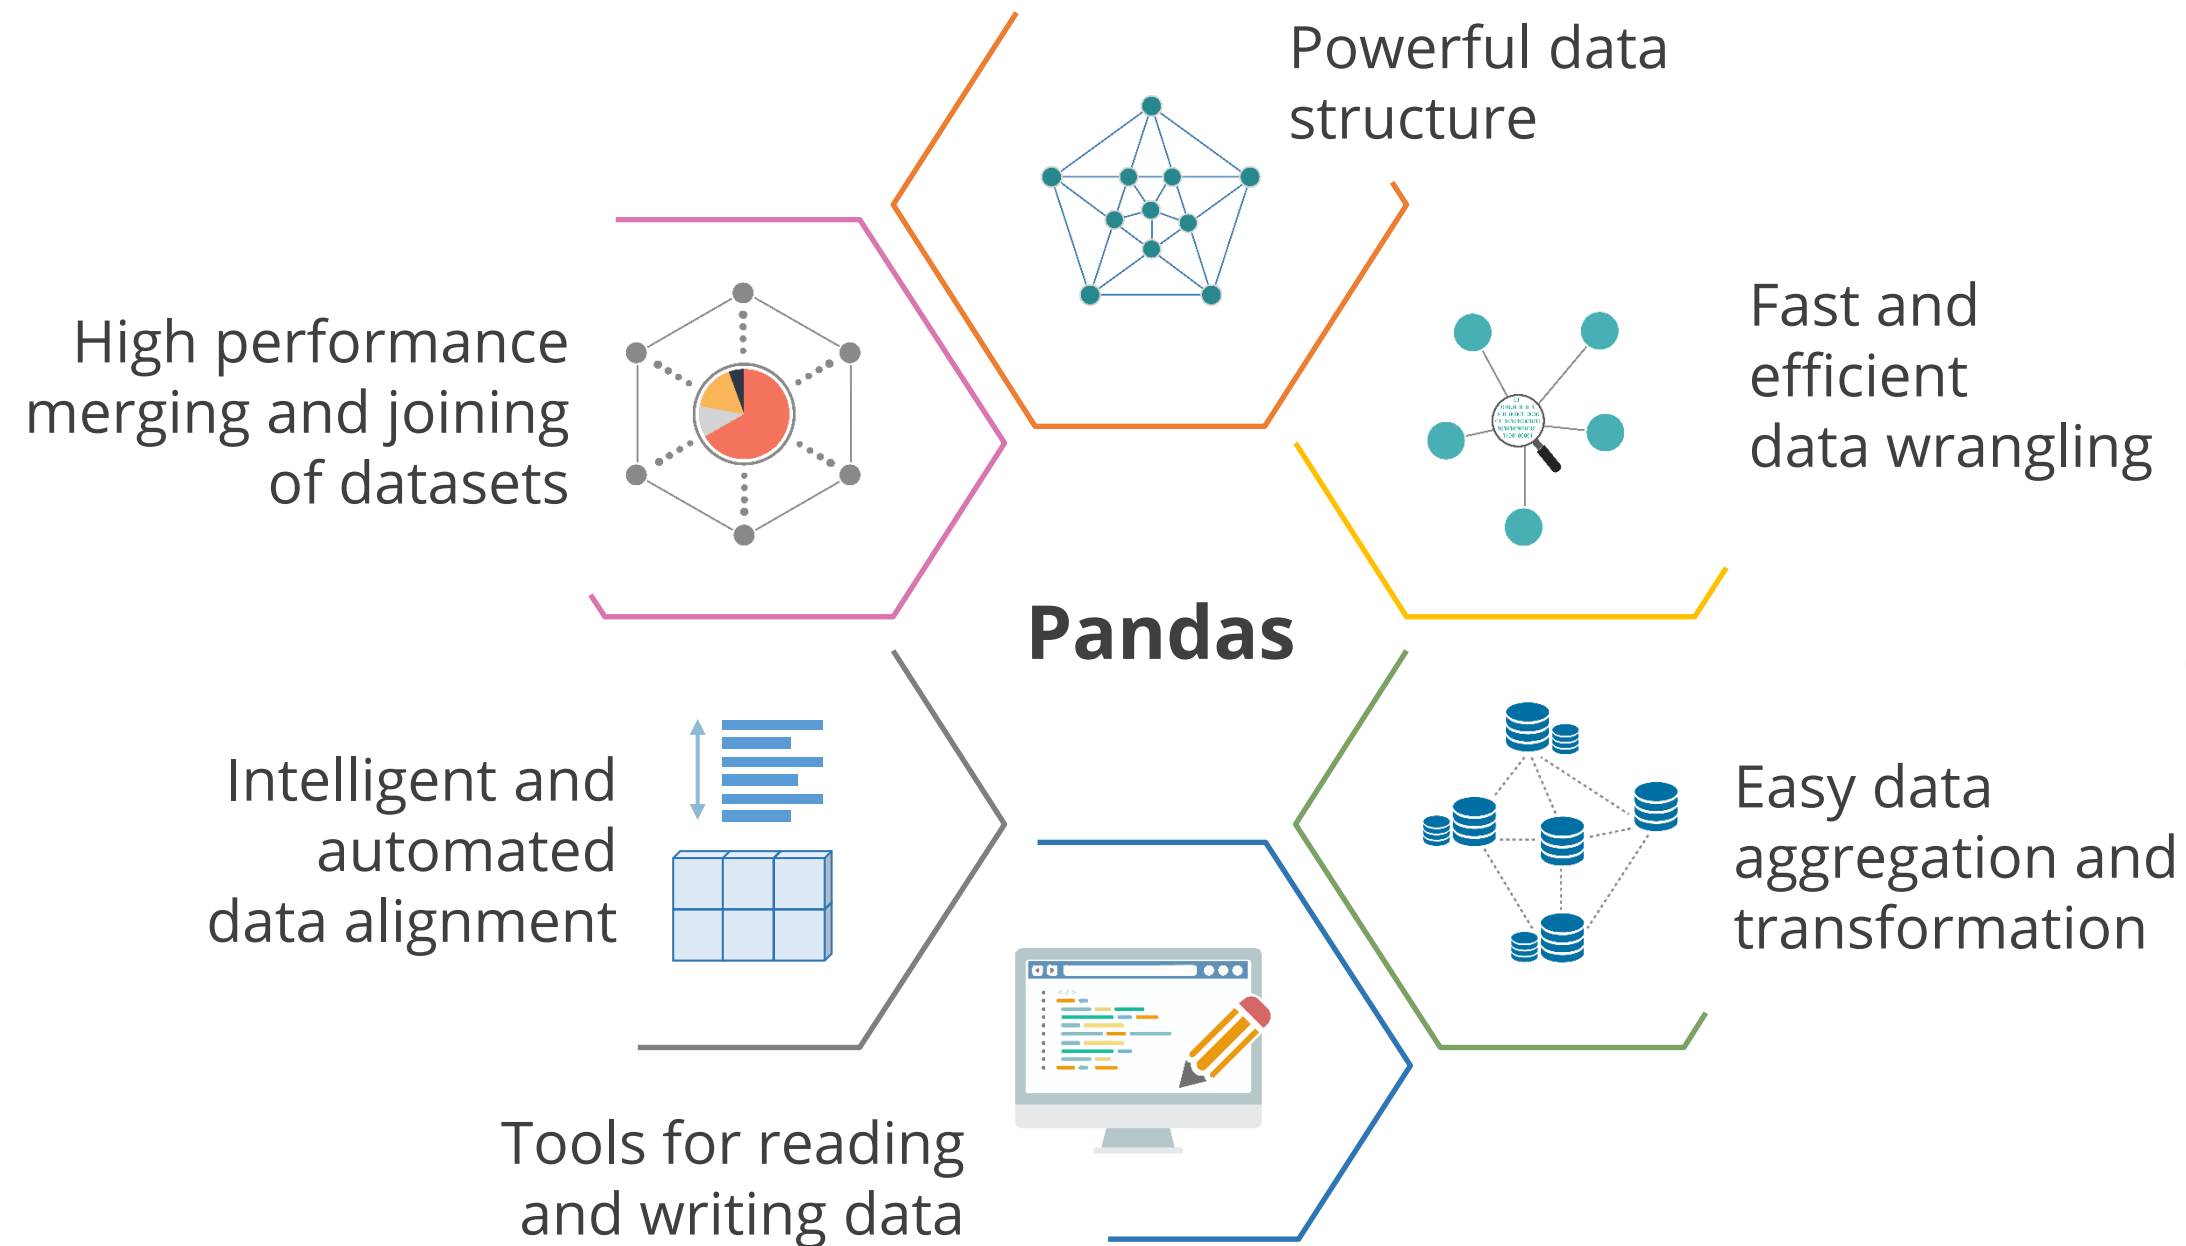 Powerful data
structure
Fast and
efficient
data wrangling
High performance
merging and joining
of datasets
Pandas
Easy data
aggregation and
transformation
Intelligent and
automated
data alignment
Tools for reading
and writing data